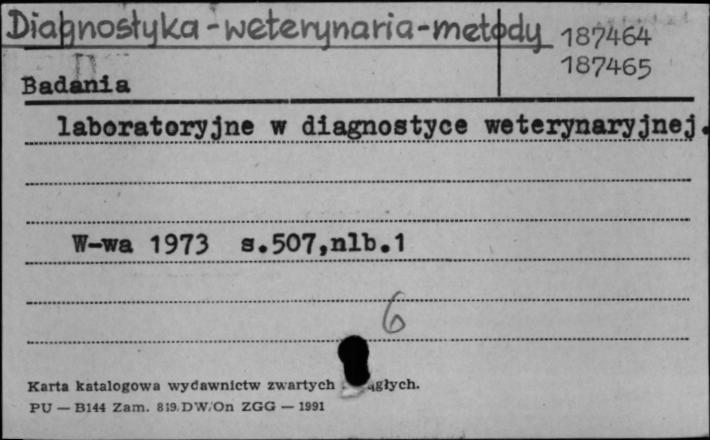 Diagnostyka-weterynaria-metody 187464
187465
Badania
laboratoryjne w diagnostyce weterynaryjnej.
W-wa 1973 s.507,nlb.1
6
Karta katalogowa wydawnictw zwartych
PU — B144 Zam. 819/DW/On ZGG — 1991